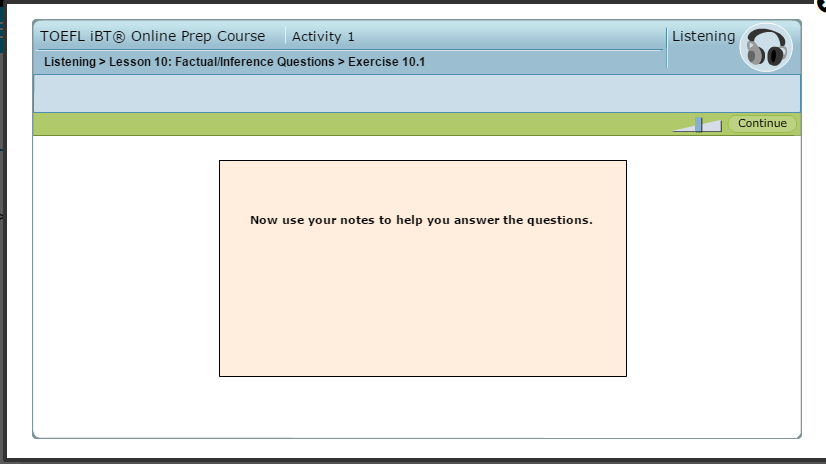 TOEFL iBT® Online Prep Course Activity 1 Listening
Listening > Lesson 10: Factual/Inference Questions > Exercise 10.1
Continue
Now use your notes to help you answer the questions.